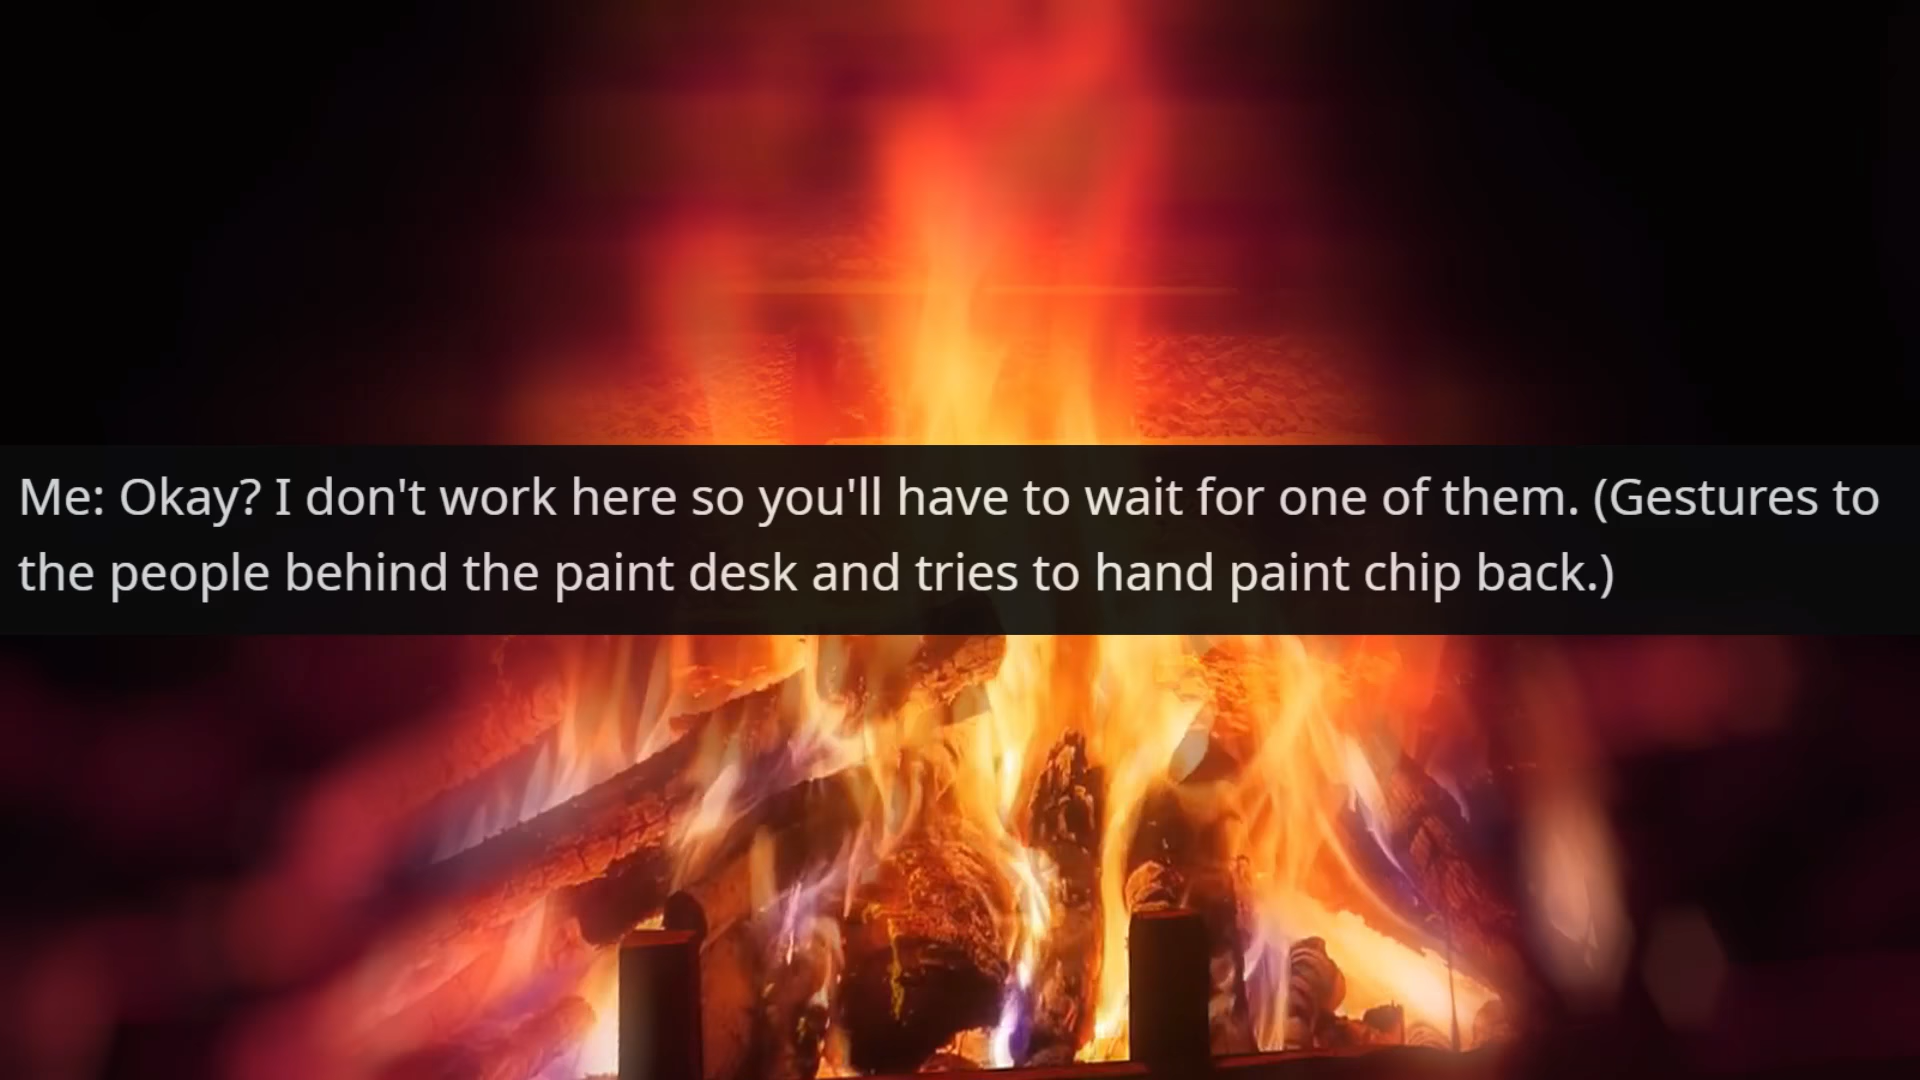 Me: Okay? I don't work here so you'll have to wait for one of them. (Gestures to
the people behind the paint desk and tries to hand paint chip back.)